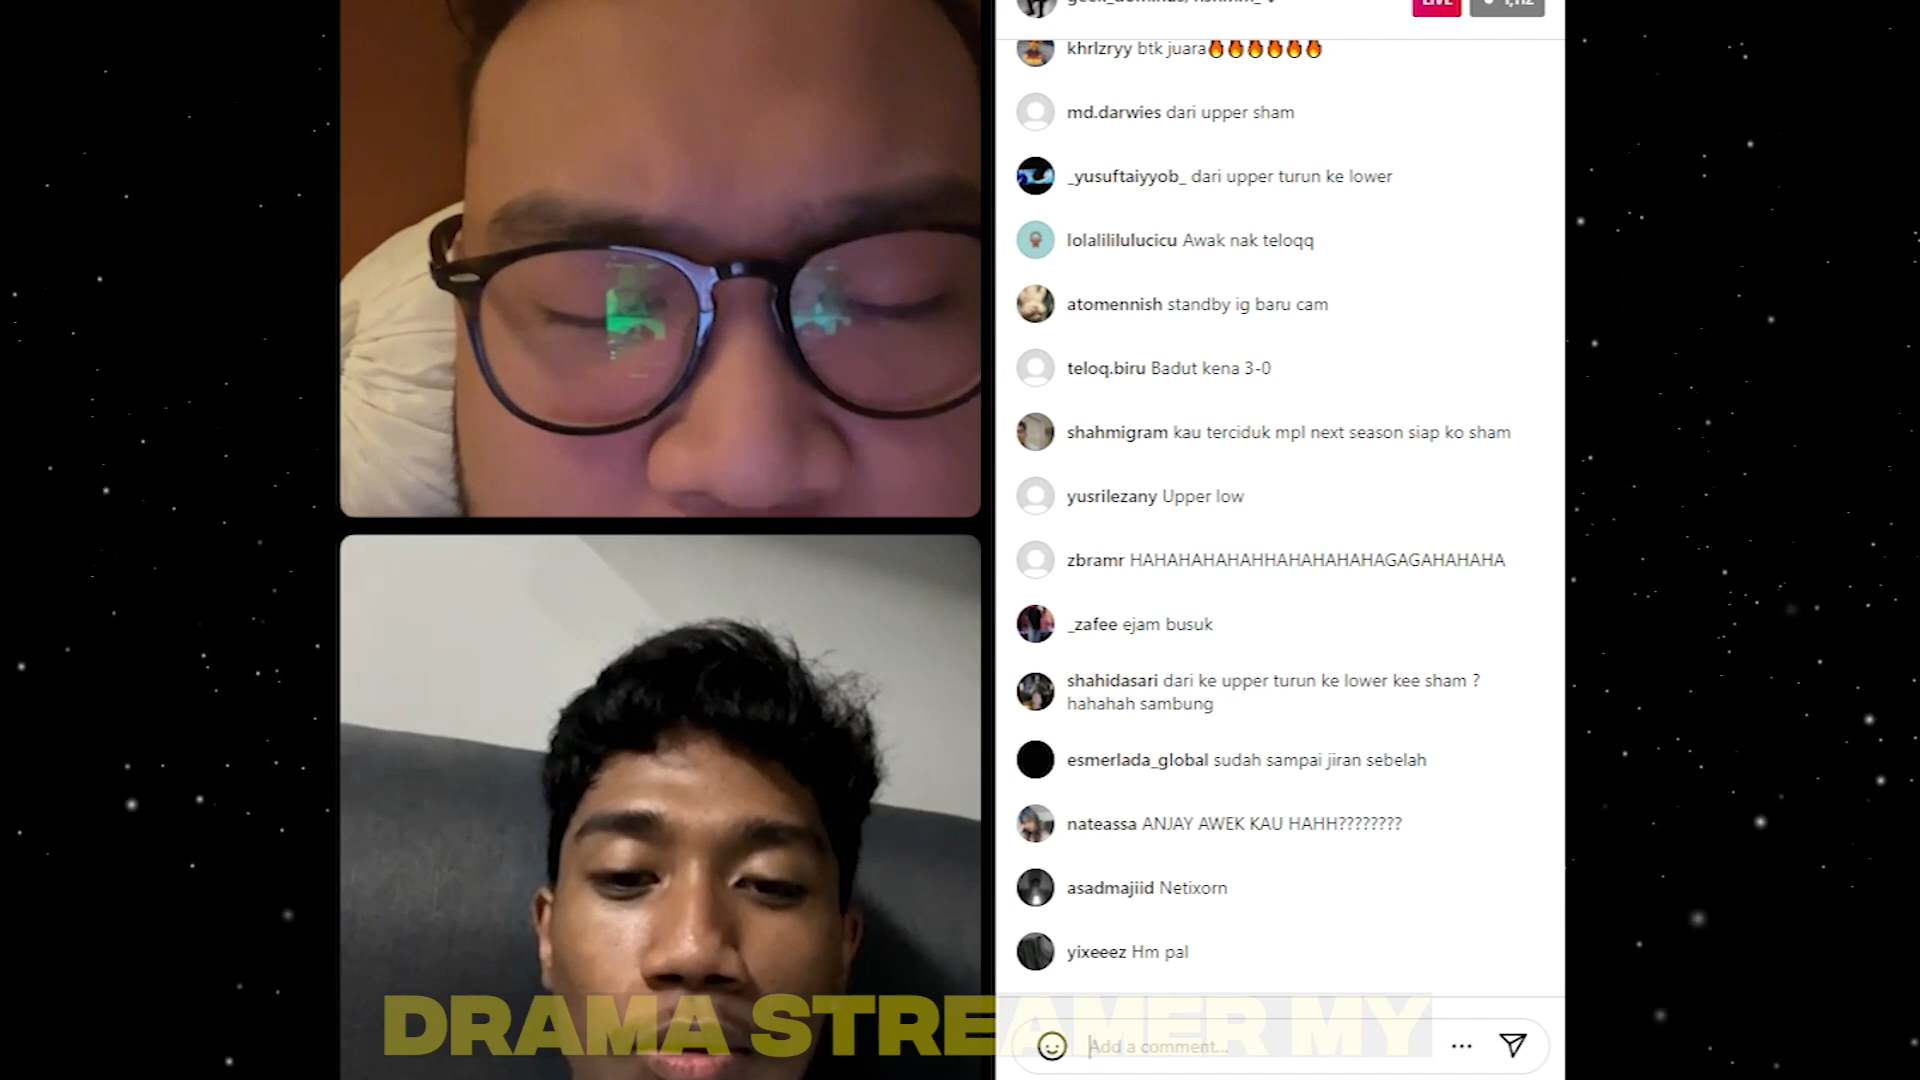 LIVE
khrlzryy btk juara🔥🔥🔥🔥🔥🔥
md.darwies dari upper sham
_yusuftaiyyob_ dari upper turun ke lower
lolalililulucicu Awak nak teloqq
atomennish standby ig baru cam
teloq.biru Badut kena 3-0
shahmigram kau terciduk mpl next season siap ko sham
yusrilezany Upper low
zbramr HAHAHAHAHAHHAHAHAHAHAGAGAHAHAHA
_zafee ejam busuk
shahidasari dari ke upper turun ke lower kee sham ?
hahahah sambung
esmerlada_global sudah sampai jiran sebelah
nateassa ANJAY AWEK KAU HAHH????????
asadmajiid Netixorn
yixeeez Hm pal
Add a comment...
DRAMA STREAMER MY